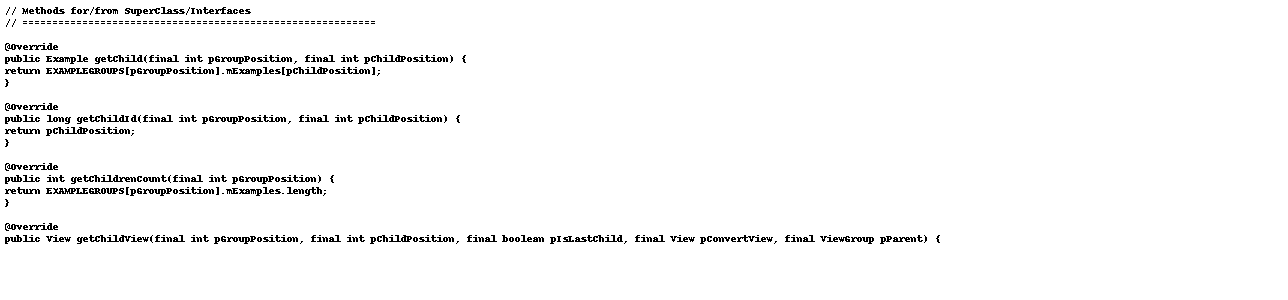 // Methods for/from SuperClass/Interfaces
// ===========================================================
@Override
public Example getChild(final int pGroupPosition, final int pChildPosition) {
return EXAMPLEGROUPS[pGroupPosition].mExamples[pChildPosition];
}
@Override
public long getChildId(final int pGroupPosition, final int pChildPosition) {
return pChildPosition;
}
@Override
public int getChildrenCount(final int pGroupPosition) {
return EXAMPLEGROUPS[pGroupPosition].mExamples.length;
}
@Override
public View getChildView(final int pGroupPosition, final int pChildPosition, final boolean pIsLastChild, final View pConvertView, final ViewGroup pParent) {